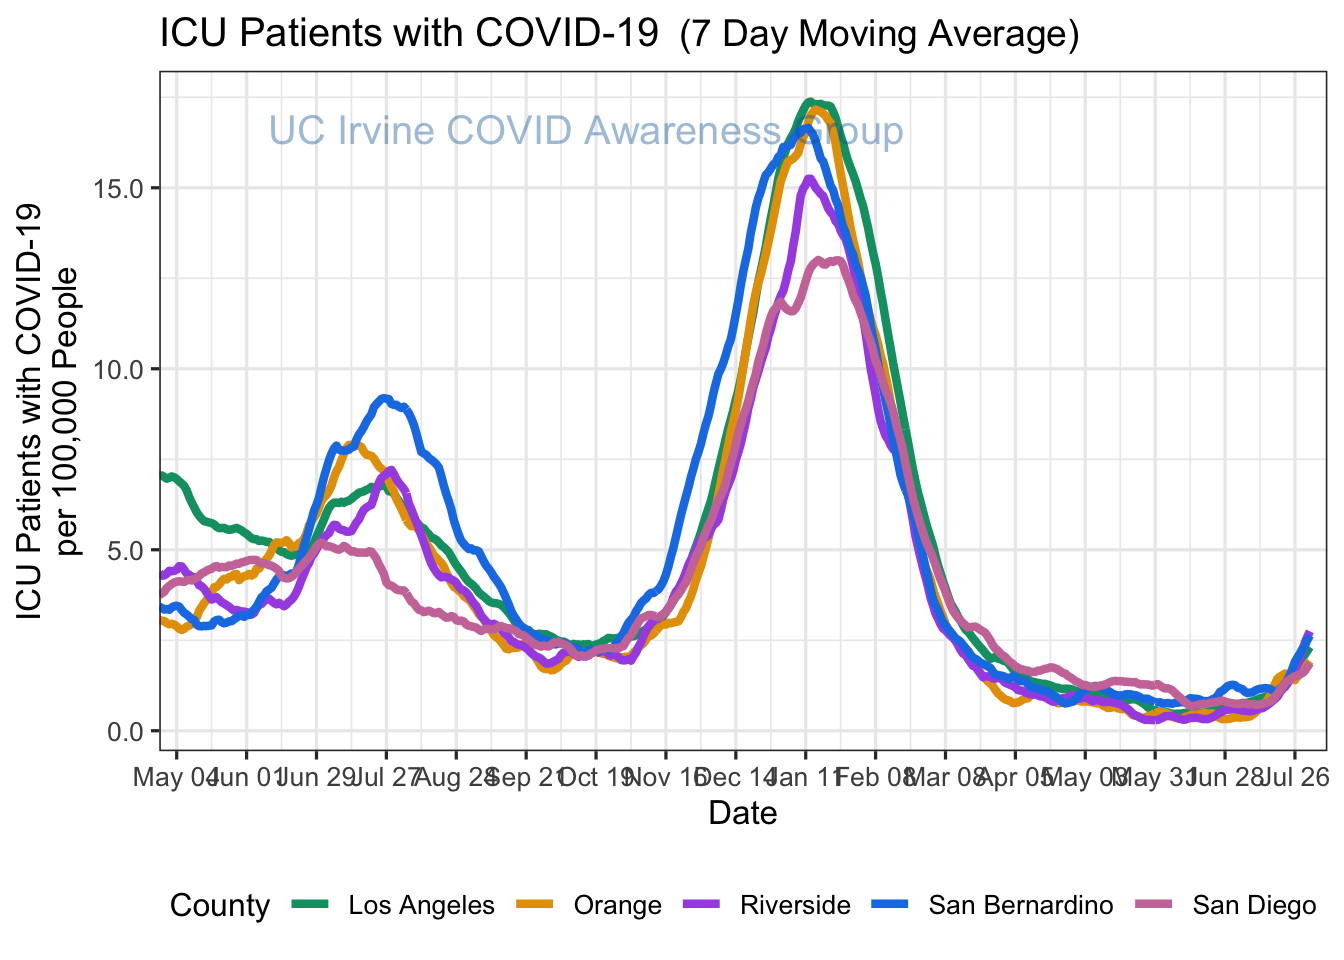 ICU Patients with COVID-19  (7 Day Moving Average)
UC Irvine COVID Awareness Group
ICU Patients with COVID-19
per 100,000 People
15.0
10.0
5.0
0.0
May 04 Jun 01 Jun 29 Jul 27 Aug 24 Sep 21 Oct 19 Nov 16 Dec 14 Jan 11 Feb 08 Mar 08 Apr 05 May 03 May 31 Jun 28 Jul 26
Date
County Los Angeles Orange Riverside San Bernardino San Diego